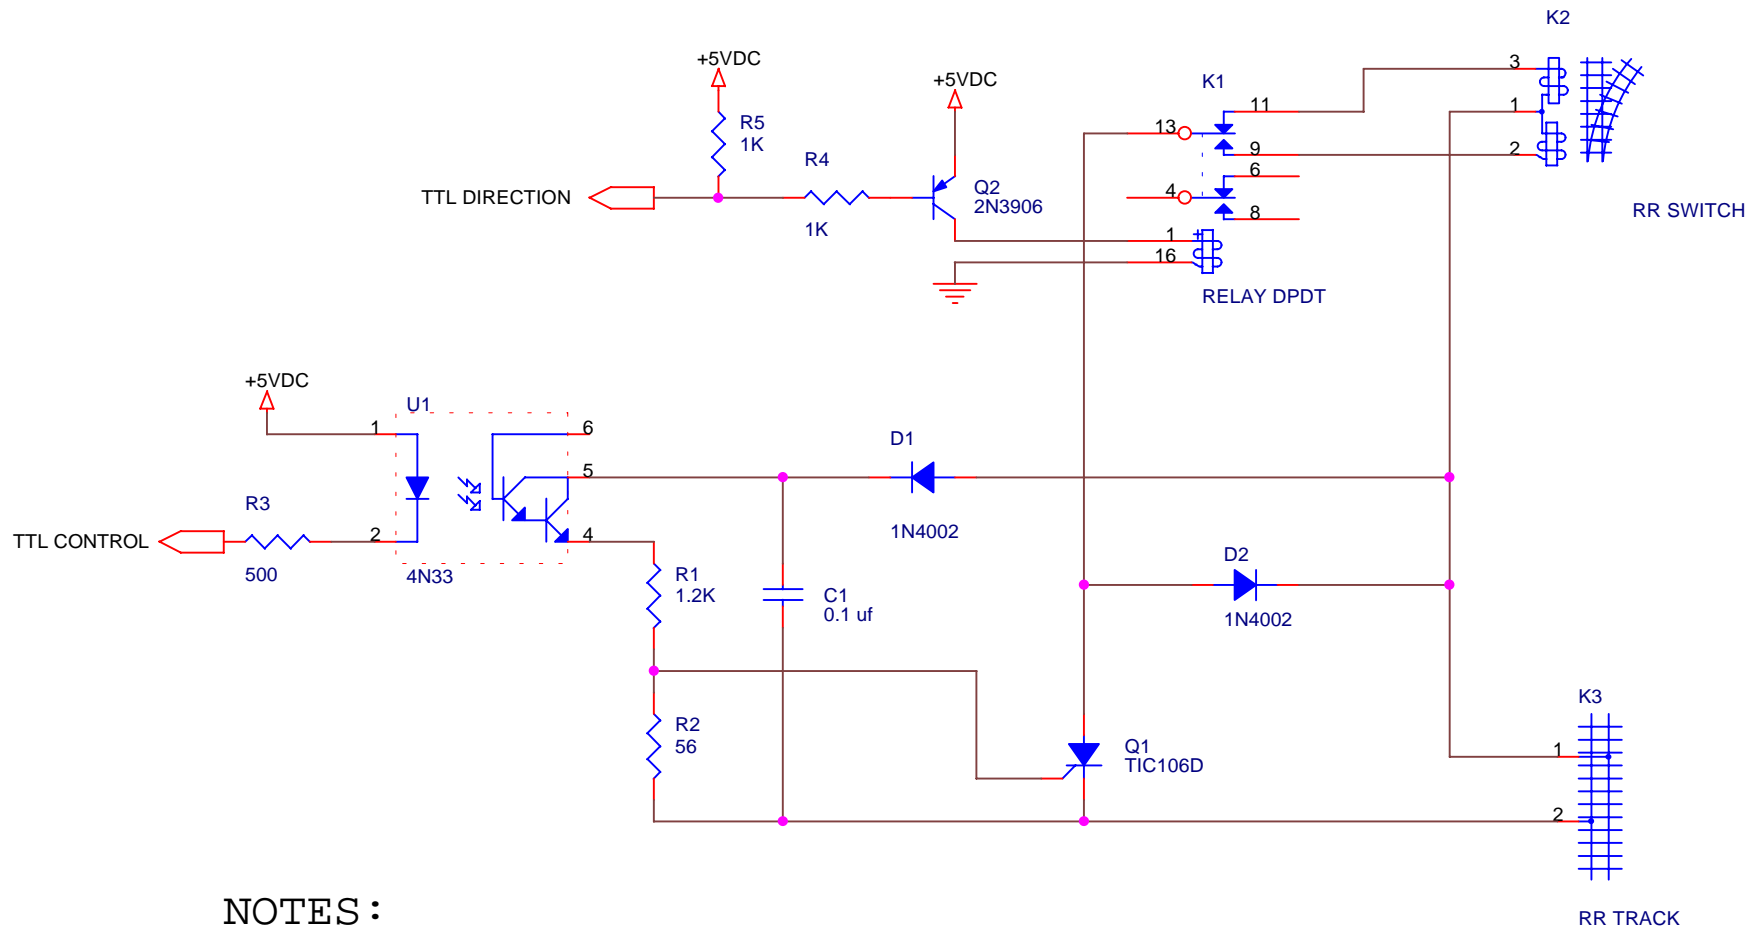 K2
+5VDC
3
+5VDC
K1
11
1
R5
1K
13
R4
9
2
6
Q2
2N3906
4
TTL DIRECTION
8
RR SWITCH
1K
1
16
RELAY DPDT
+5VDC
U1
1
6
D1
5
R3
1N4002
2
4
TTL CONTROL
D2
500
4N33
R1
1.2K
C1
0.1 uf
1N4002
K3
R2
56
Q1
TIC106D
1
2
NOTES:
RR TRACK